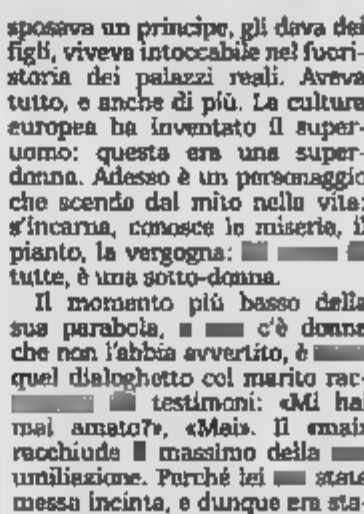 sposava un principe, gli dava dei
figli, viveva intoccabile nel fuori-
storia dei palazzi reali. Aveva
tutto, e anche di più. La cultura
europea ha inventato il super-
uomo: questa era una super-
donna. Adesso è un personaggio
che scende dal mito nella vita:
s'incarna, conosce la miseria, il
pianto, la vergogna:
tutte, è una sotto-donna.
Il momento più basso della
sua parabola, c'è donna
che non l'abbia avvertito, è
quel dialoghetto col marito rac-
testimoni: «Mi hai
mai amato?», «Mai». Il «mai»
racchiude massimo della
umiliazione. Perché lei stata
messa incinta, e dunque era sta-